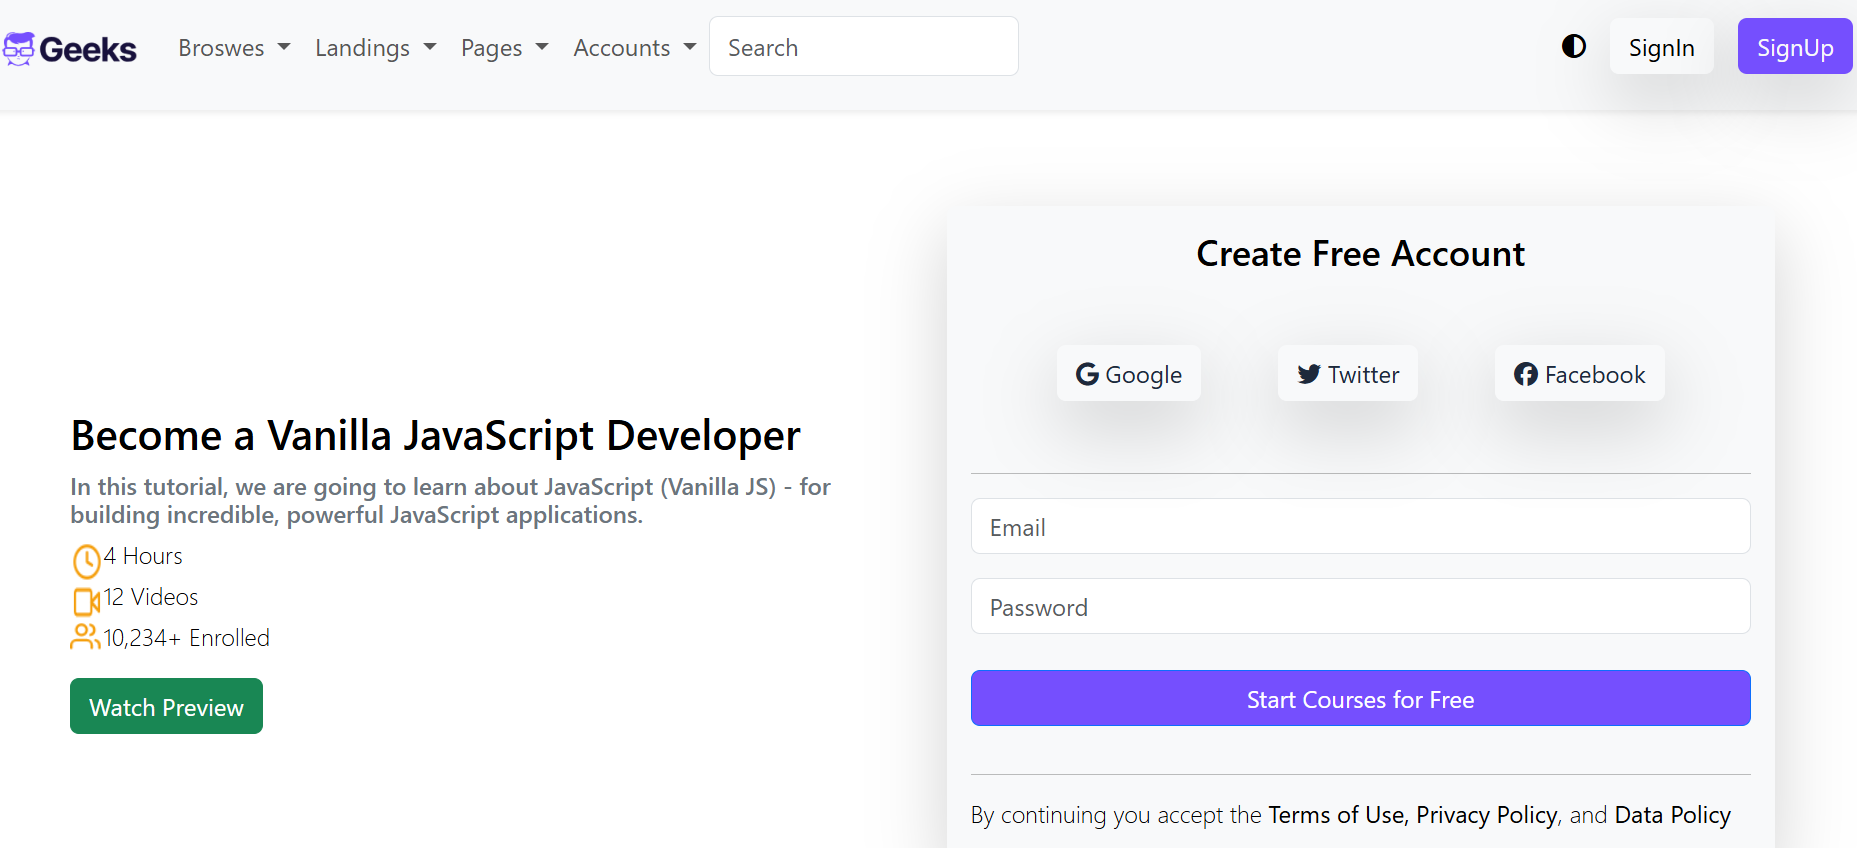 Geeks Broswes Landings Pages Accounts Search SignIn SignUp
Create Free Account
Google Twitter Facebook
Become a Vanilla JavaScript Developer
In this tutorial, we are going to learn about JavaScript (Vanilla JS) - for
building incredible, powerful JavaScript applications.
4 Hours
12 Videos
10,234+ Enrolled
Watch Preview
Email
Password
Start Courses for Free
By continuing you accept the Terms of Use, Privacy Policy, and Data Policy